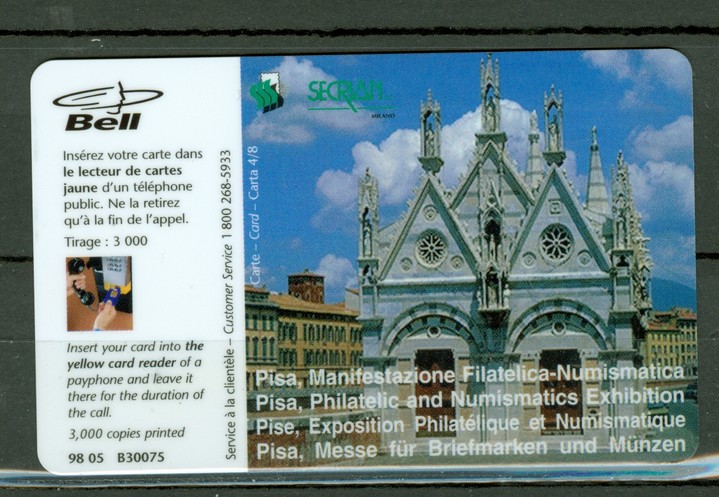 Bell
Insérez votre carte dans
le lecteur de cartes
jaune d'un téléphone
public. Ne la retirez
qu'à la fin de l'appel.
Tirage : 3 000
Insert your card into the
yellow card reader of a
payphone and leave it
there for the duration of
the call.
3,000 copies printed
98 05 B30075
Service à la clientèle – Customer Service 1 800 268-5933
Carte – Card – Carta 4/8
MILANO
Pisa, Manifestazione Filatelica-Numismatica
Pisa, Philatelic and Numismatics Exhibition
Pise, Exposition Philatélique et Numismatique
Pisa, Messe für Briefmarken und Münzen